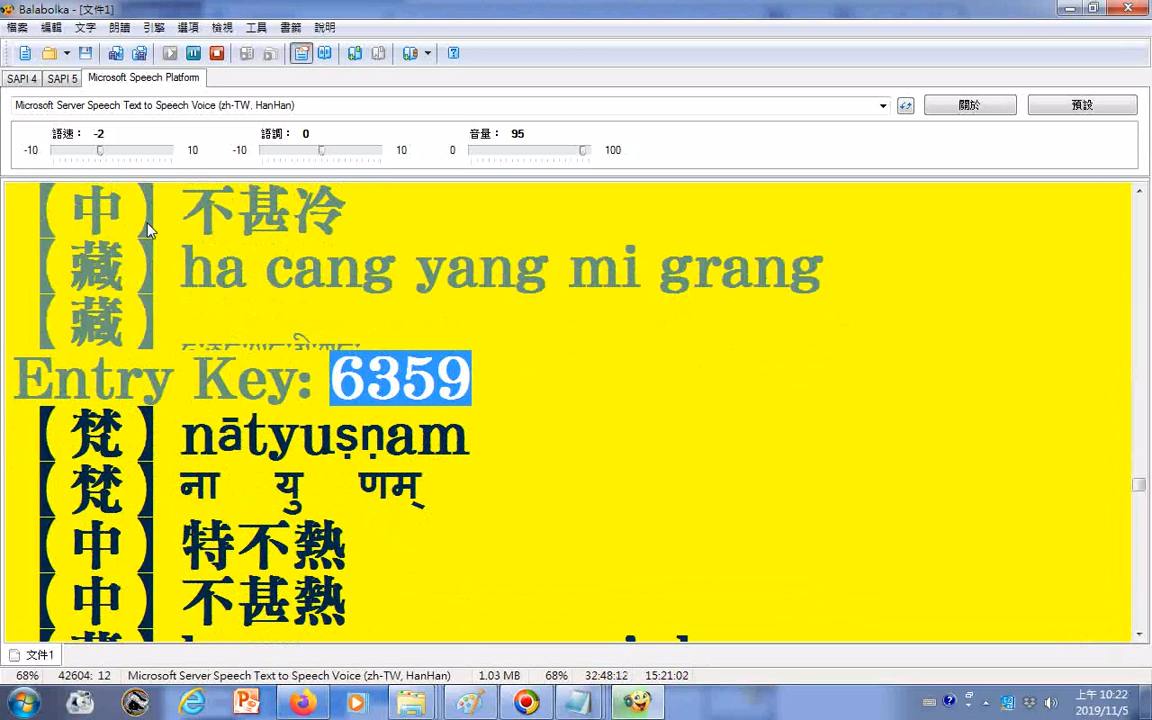 Balabolka - [文件1]
檔案 編輯 文字 朗讀 引擎 選項 檢視 工具 書籤 說明
SAPI 4 SAPI 5 Microsoft Speech Platform
Microsoft Server Speech Text to Speech Voice (zh-TW, HanHan) 關於 預設
語速： -2 語調： 0 音量： 95
-10 10 -10 10 0 100
【中】不甚冷
【藏】ha cang yang mi grang
【藏】
Entry Key: 6359
【梵】nātyuṣṇam
【梵】ना यु णम्
【中】特不熱
【中】不甚熱
文件1
68% 42604: 12 Microsoft Server Speech Text to Speech Voice (zh-TW, HanHan) 1.03 MB 68% 32:48:12 15:21:02
上午 10:22
2019/11/5